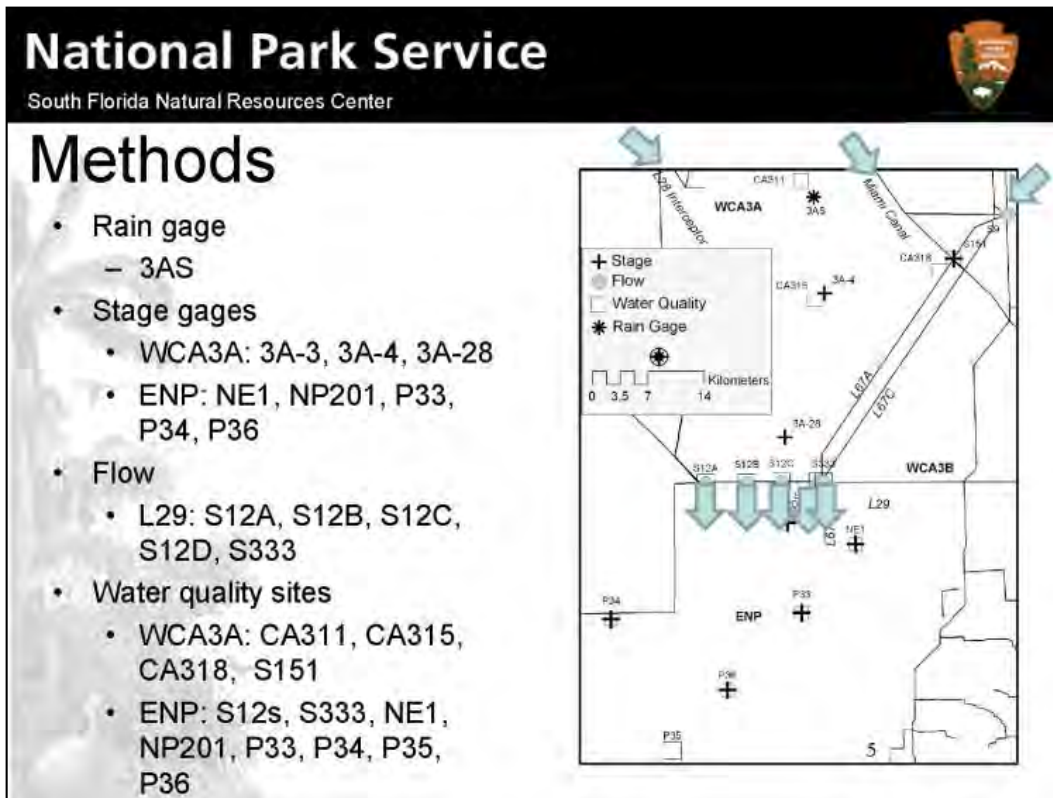 National Park Service
South Florida Natural Resources Center
Methods
• Rain gage
– 3AS
• Stage gages
• WCA3A: 3A-3, 3A-4, 3A-28
• ENP: NE1, NP201, P33,
P34, P36
• Flow
• L29: S12A, S12B, S12C,
S12D, S333
• Water quality sites
• WCA3A: CA311, CA315,
CA318, S151
• ENP: S12s, S333, NE1,
NP201, P33, P34, P35,
P36
L28 Interceptor
CA311
WCA3A
3AS
Miami Canal
S9
S151
CA318
Stage
Flow
Water Quality
Rain Gage
Kilometers
0 3.5 7 14
CA315
3A-4
L67A
L67C
3A-28
S12A
S12B
S12C
S333
WCA3B
L29
L67
NE1
P34
P33
ENP
P36
P35
5